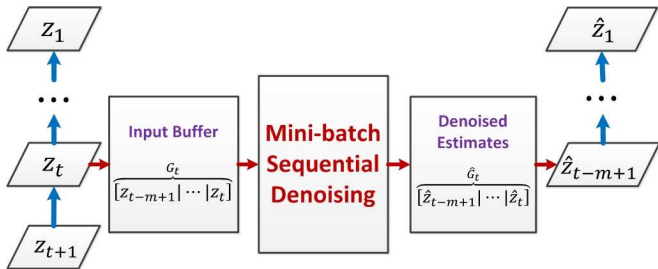 z_1
...
z_t
z_{t+1}
Input Buffer
G_t
[z_{t-m+1}| ⋯ |z_t]
Mini-batch
Sequential
Denoising
Denoised
Estimates
Ĝ_t
[ẑ_{t-m+1}| ⋯ |ẑ_t]
ẑ_1
...
ẑ_{t-m+1}